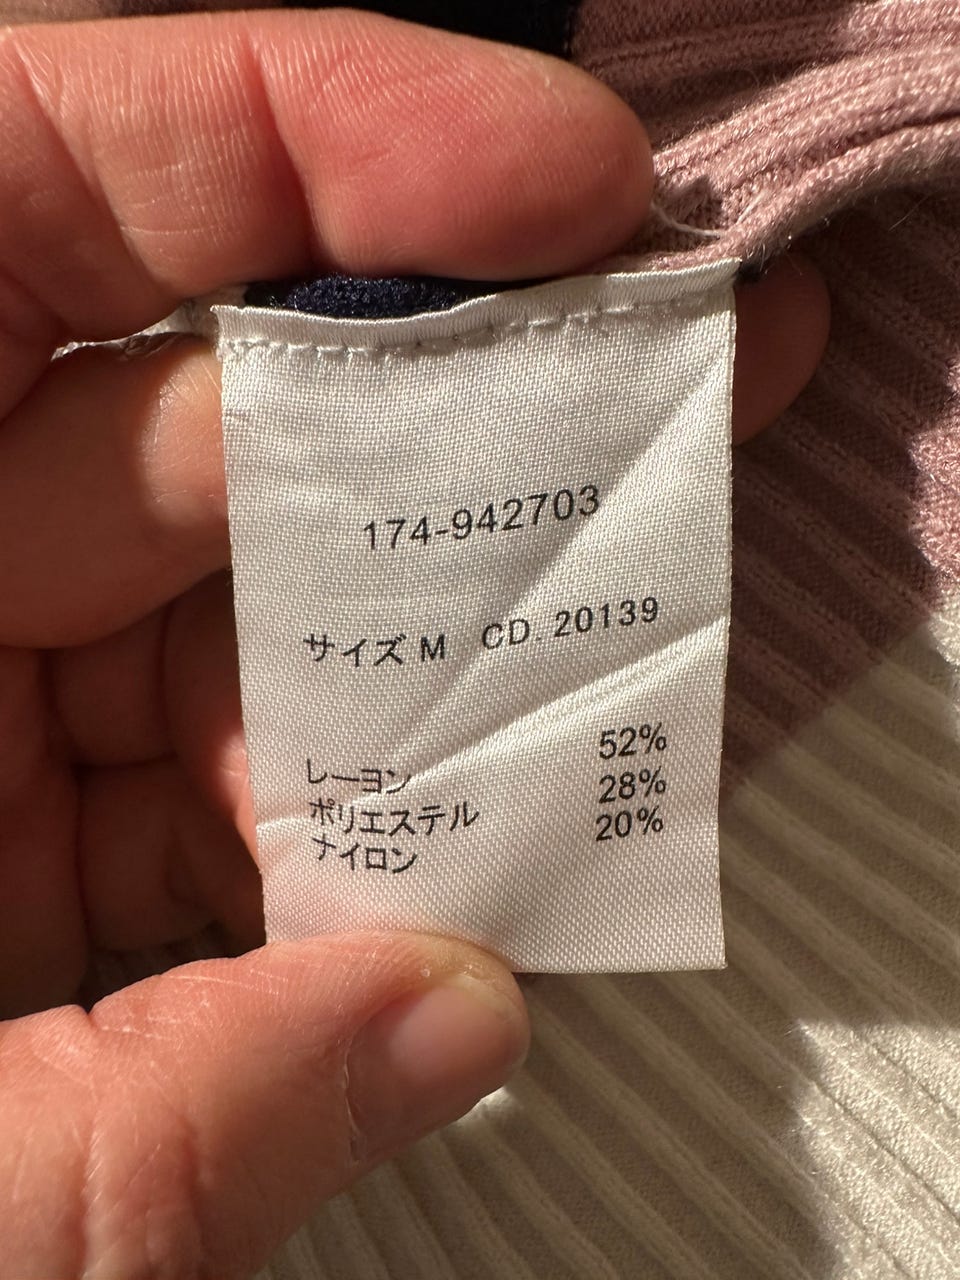 174-942703
サイズ M CD. 20139
レーヨン 52%
ポリエステル 28%
ナイロン 20%